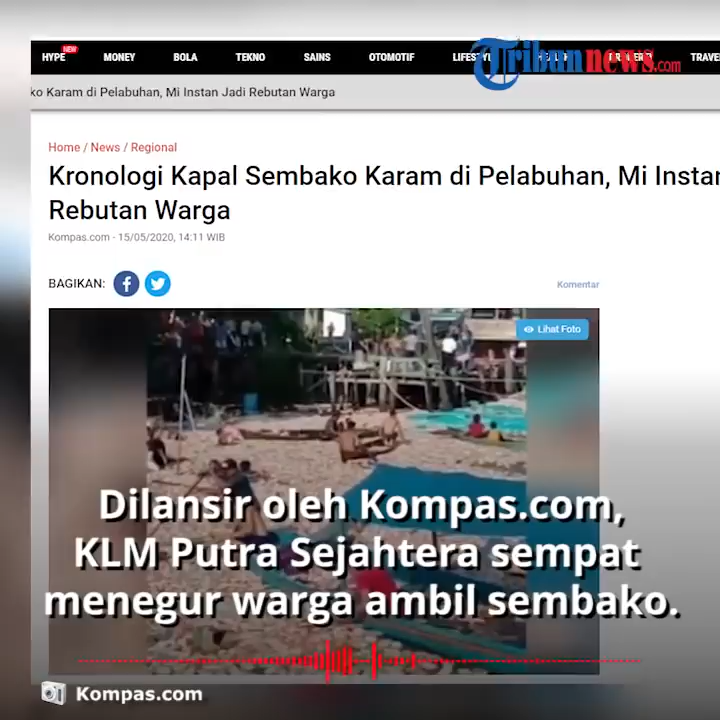 HYPE NEW MONEY BOLA TEKNO SAINS OTOMOTIF
Tribunnews.com
ko Karam di Pelabuhan, Mi Instan Jadi Rebutan Warga
Home / News / Regional
Kronologi Kapal Sembako Karam di Pelabuhan, Mi Instan
Rebutan Warga
Kompas.com - 15/05/2020, 14:11 WIB
BAGIKAN:
Komentar
Lihat Foto
Dilansir oleh Kompas.com,
KLM Putra Sejahtera sempat
menegur warga ambil sembako.
Kompas.com